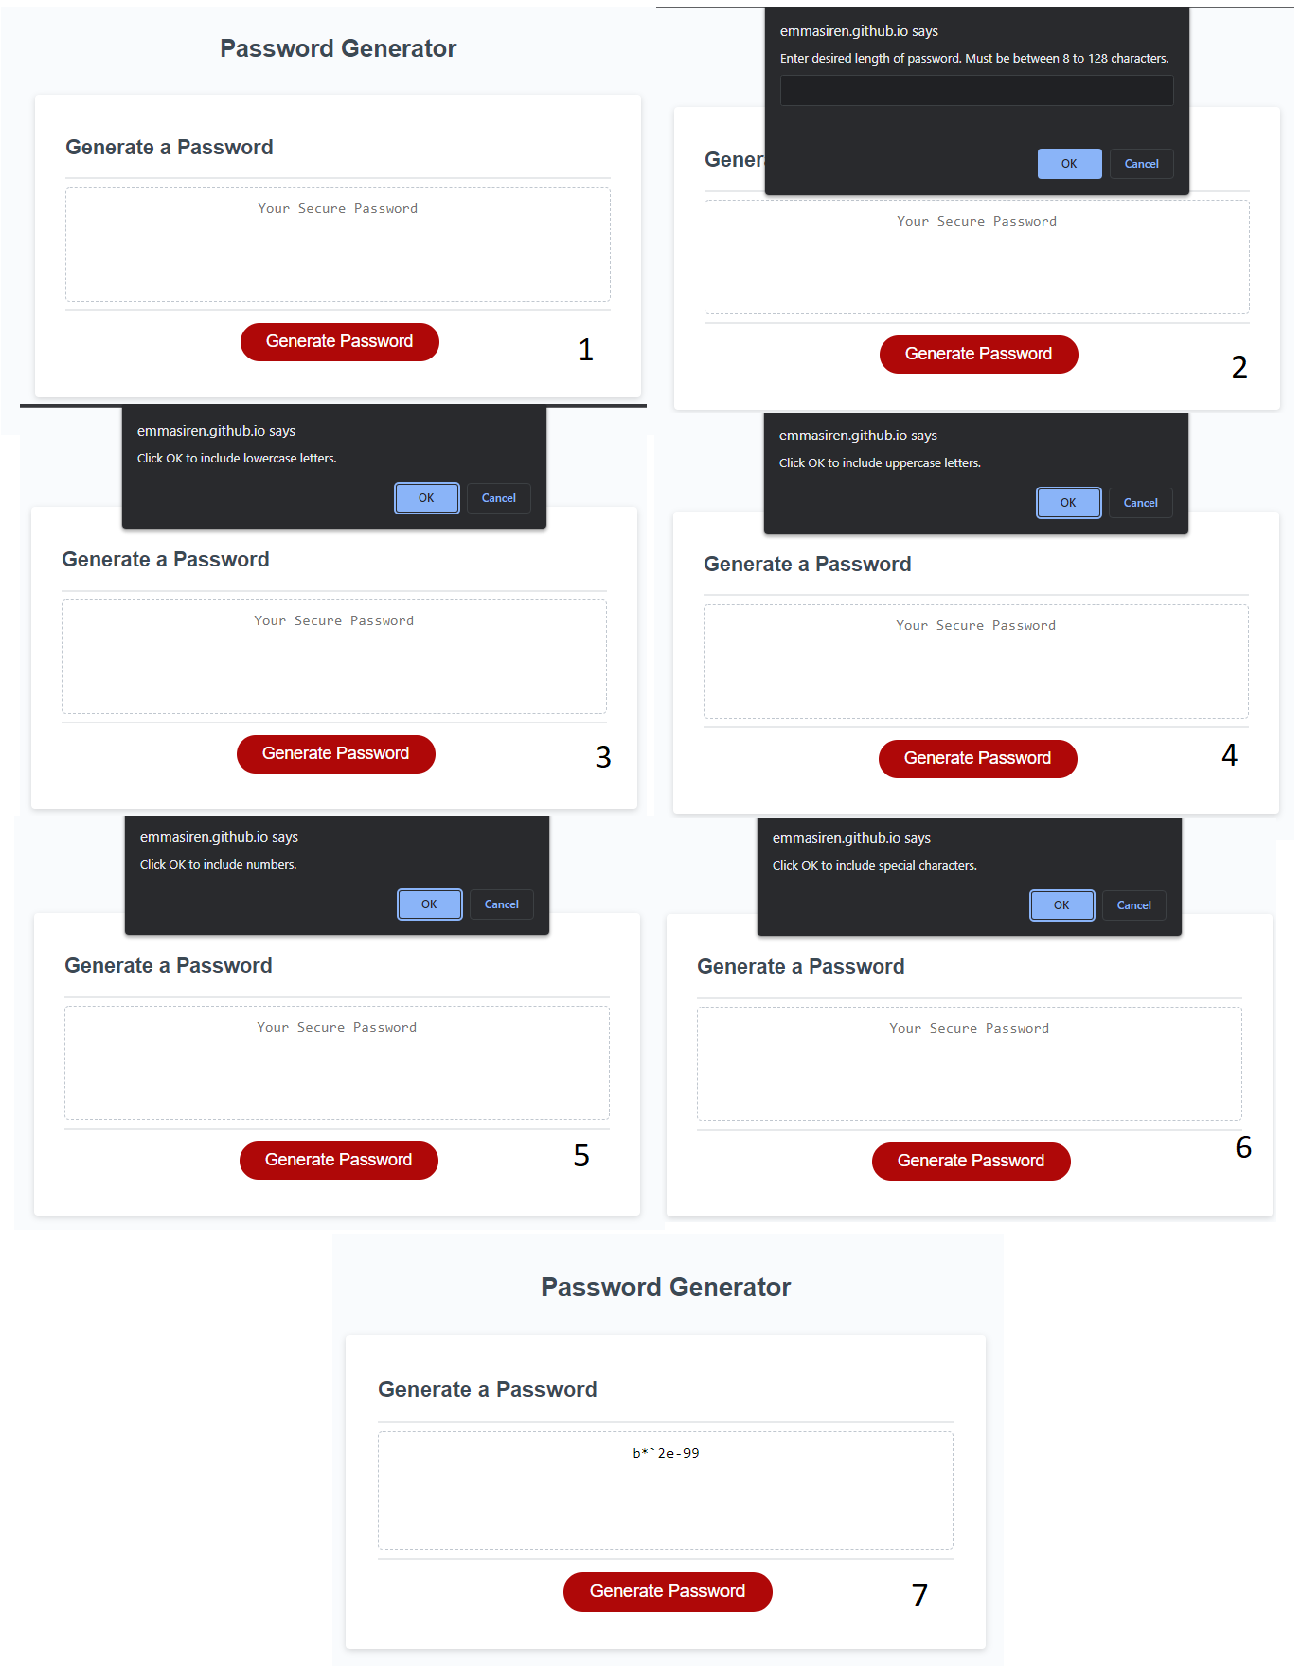 Password Generator
Generate a Password
Your Secure Password
Generate Password
1
emmasiren.github.io says
Enter desired length of password. Must be between 8 to 128 characters.
OK Cancel
Gener
Your Secure Password
Generate Password
2
emmasiren.github.io says
Click OK to include lowercase letters.
OK Cancel
Generate a Password
Your Secure Password
Generate Password
3
emmasiren.github.io says
Click OK to include uppercase letters.
OK Cancel
Generate a Password
Your Secure Password
Generate Password
4
emmasiren.github.io says
Click OK to include numbers.
OK Cancel
Generate a Password
Your Secure Password
Generate Password
5
emmasiren.github.io says
Click OK to include special characters.
OK Cancel
Generate a Password
Your Secure Password
Generate Password
6
Password Generator
Generate a Password
b*`2e-99
Generate Password
7